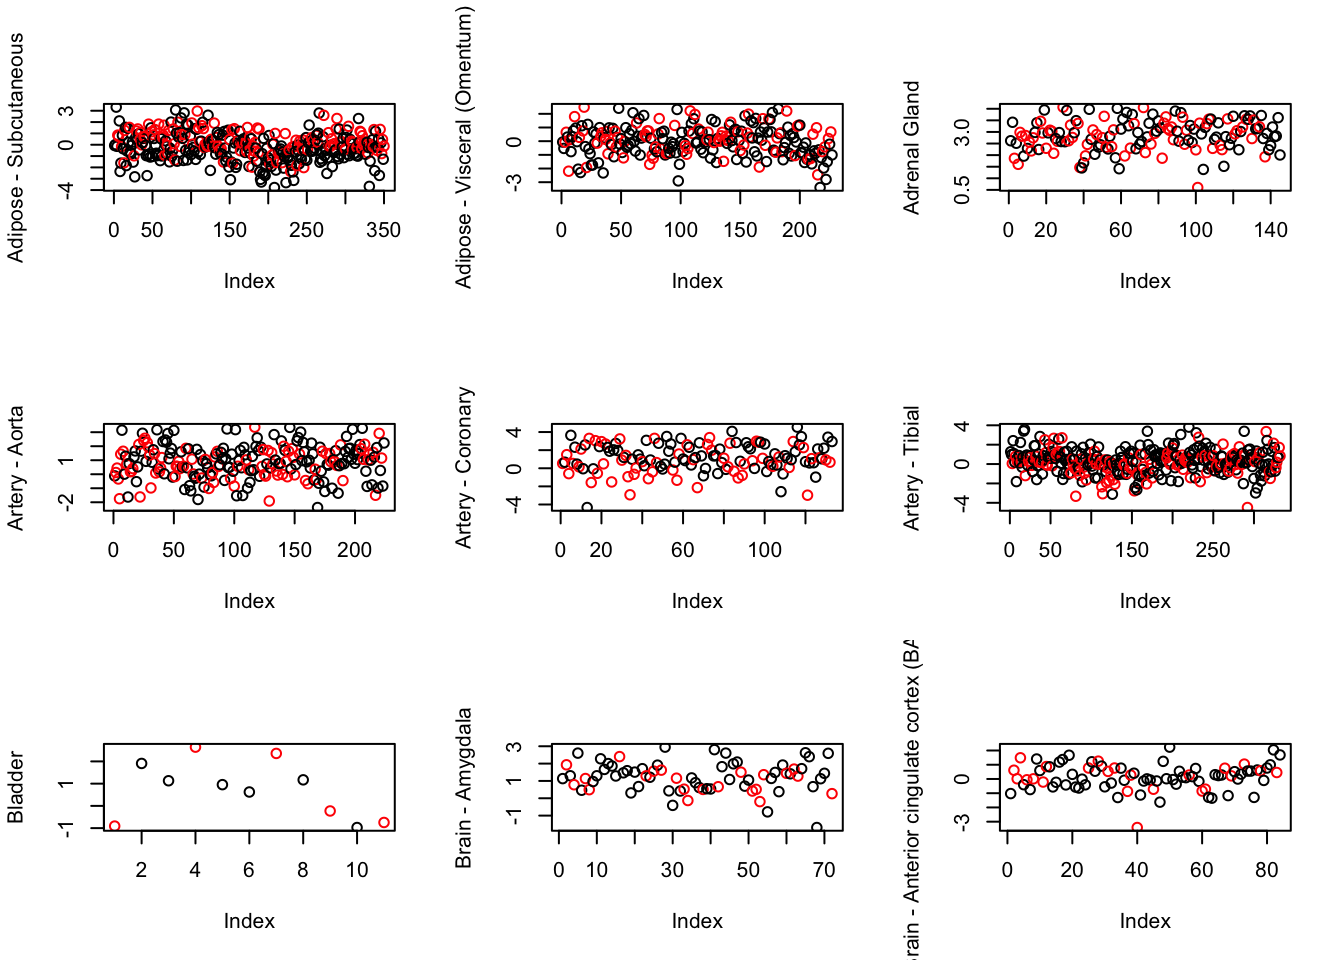 Adipose - Subcutaneous
-4 0 3
0 50 150 250 350
Index
Adipose - Visceral (Omentum)
-3 0
0 50 100 150 200
Index
Adrenal Gland
0.5 3.0
0 20 60 100 140
Index
Artery - Aorta
-2 1
0 50 100 150 200
Index
Artery - Coronary
-4 0 4
0 20 60 100
Index
Artery - Tibial
-4 0 4
0 50 150 250
Index
Bladder
-1 1
2 4 6 8 10
Index
Brain - Amygdala
-1 1 3
0 10 30 50 70
Index
rain - Anterior cingulate cortex (BA
-3 0
0 20 40 60 80
Index